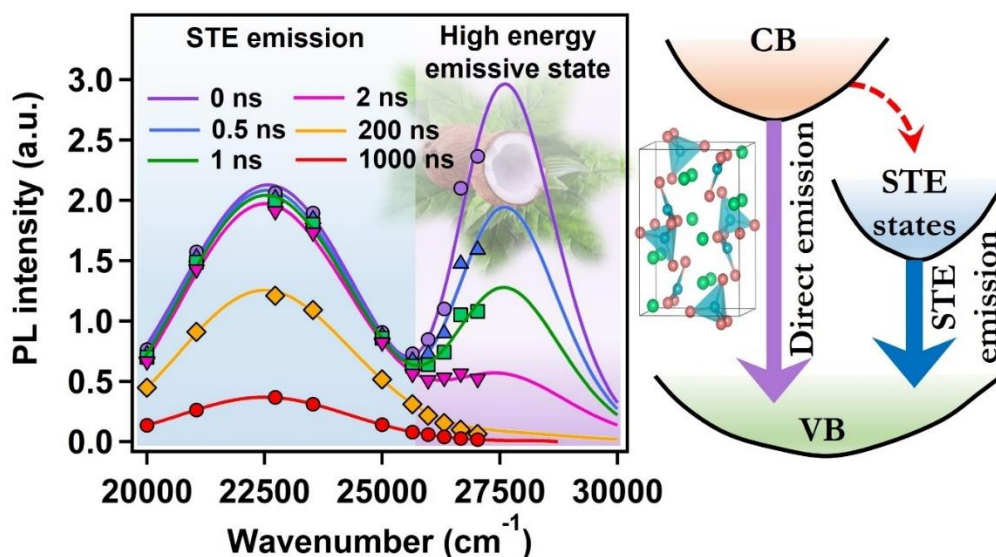 STE emission
High energy
emissive state
0 ns
2 ns
0.5 ns
200 ns
1 ns
1000 ns
PL intensity (a.u.)
3.0
2.5
2.0
1.5
1.0
0.5
0.0
20000 22500 25000 27500 30000
Wavenumber (cm⁻¹)
CB
Direct emission
STE
states
STE
emission
VB